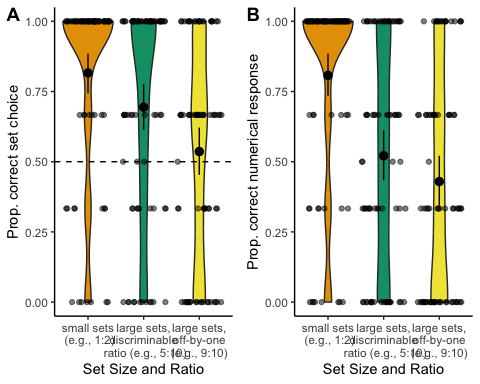 A
Prop. correct set choice
1.00
0.75
0.50
0.25
0.00
small sets
(e.g., 1:2)
large sets,
discriminable
ratio (e.g., 5:10)
large sets,
off-by-one
(e.g., 9:10)
Set Size and Ratio
B
Prop. correct numerical response
1.00
0.75
0.50
0.25
0.00
small sets
(e.g., 1:2)
large sets,
discriminable
ratio (e.g., 5:10)
large sets,
off-by-one
(e.g., 9:10)
Set Size and Ratio